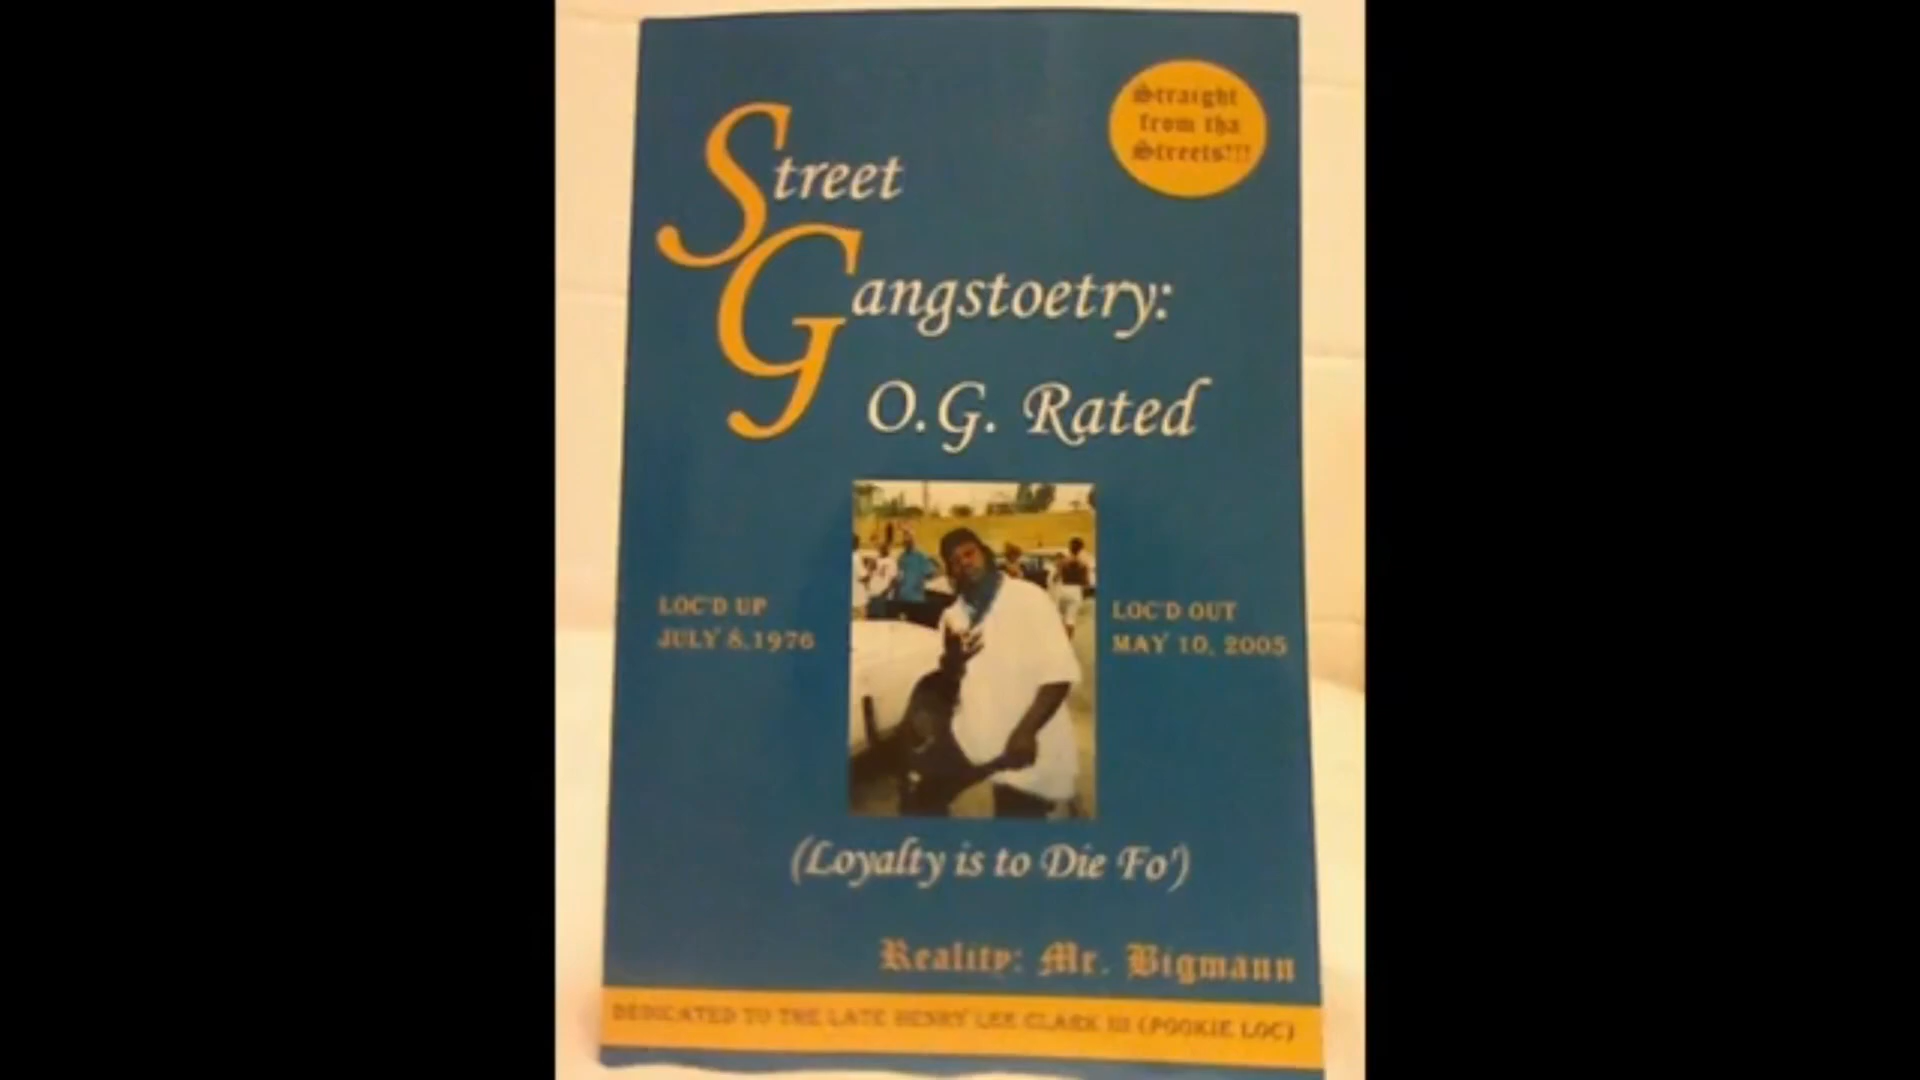 Straight
from tha
Streets!!!
Street
Gangstoetry:
O.G. Rated
LOC'D UP
JULY 8, 1976
LOC'D OUT
MAY 10, 2005
(Loyalty is to Die Fo')
Reality: Mr. Bigmann
DEDICATED TO THE LATE HENRY LEE CLARK III (POOKIE LOC)